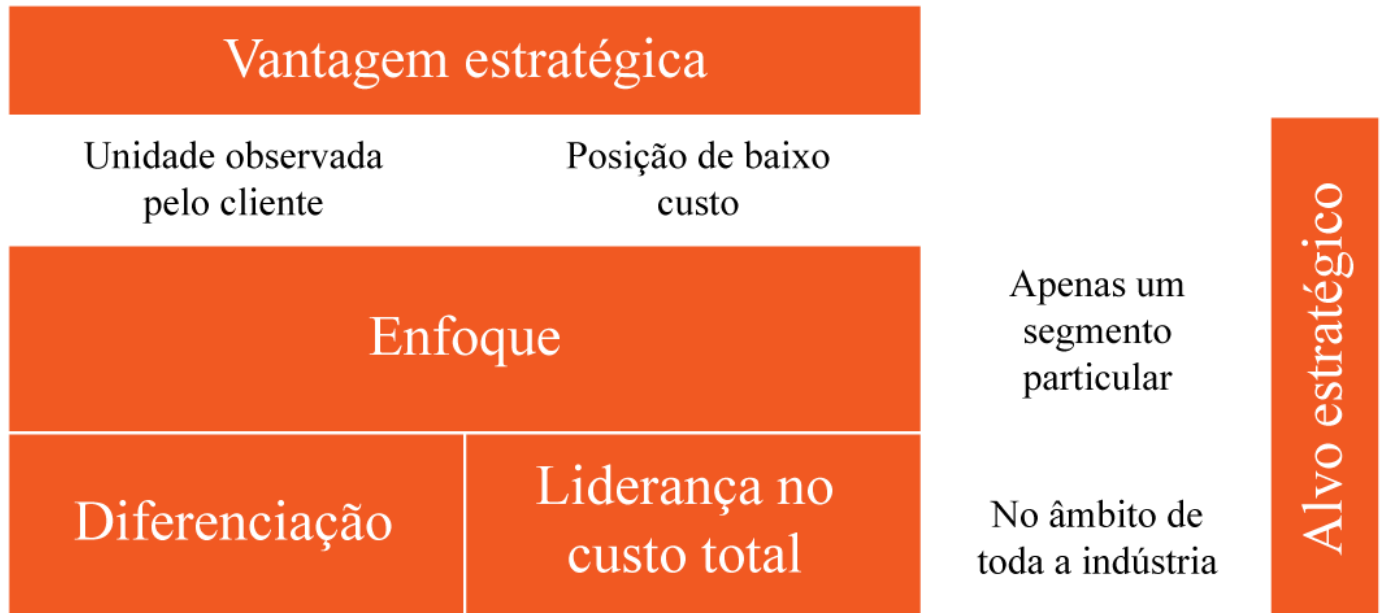 Vantagem estratégica
Unidade observada
pelo cliente
Posição de baixo
custo
Enfoque
Apenas um
segmento
particular
Diferenciação
Liderança no
custo total
No âmbito de
toda a indústria
Alvo estratégico